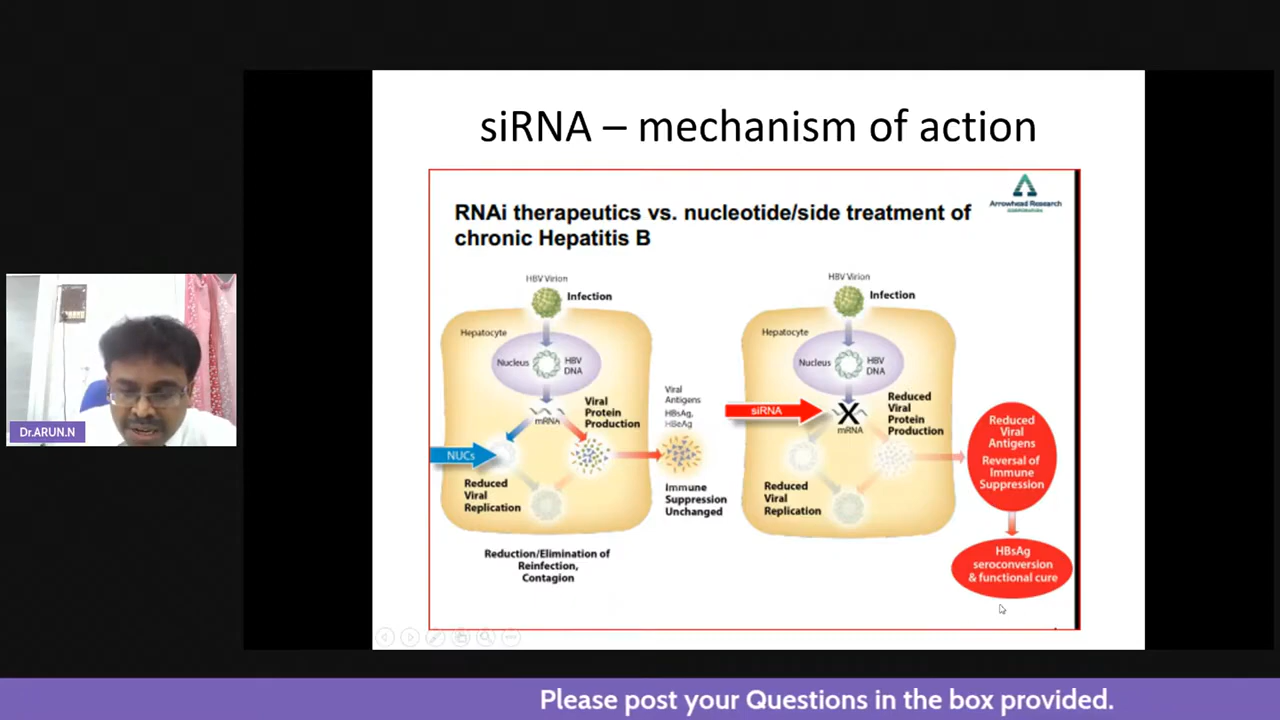 siRNA – mechanism of action
Arrowhead Research
CORPORATION
RNAi therapeutics vs. nucleotide/side treatment of
chronic Hepatitis B
HBV Virion
Infection
Hepatocyte
Nucleus
HBV
DNA
mRNA
Viral
Protein
Production
NUCs
Reduced
Viral
Replication
Viral
Antigens
HBsAg,
HBeAg
Immune
Suppression
Unchanged
Reduction/Elimination of
Reinfection,
Contagion
HBV Virion
Infection
Hepatocyte
Nucleus
HBV
DNA
siRNA
X
mRNA
Reduced
Viral
Protein
Production
Reduced
Viral
Replication
Reduced
Viral
Antigens
Reversal of
Immune
Suppression
HBsAg
seroconversion
& functional cure
Dr.ARUN.N
Please post your Questions in the box provided.